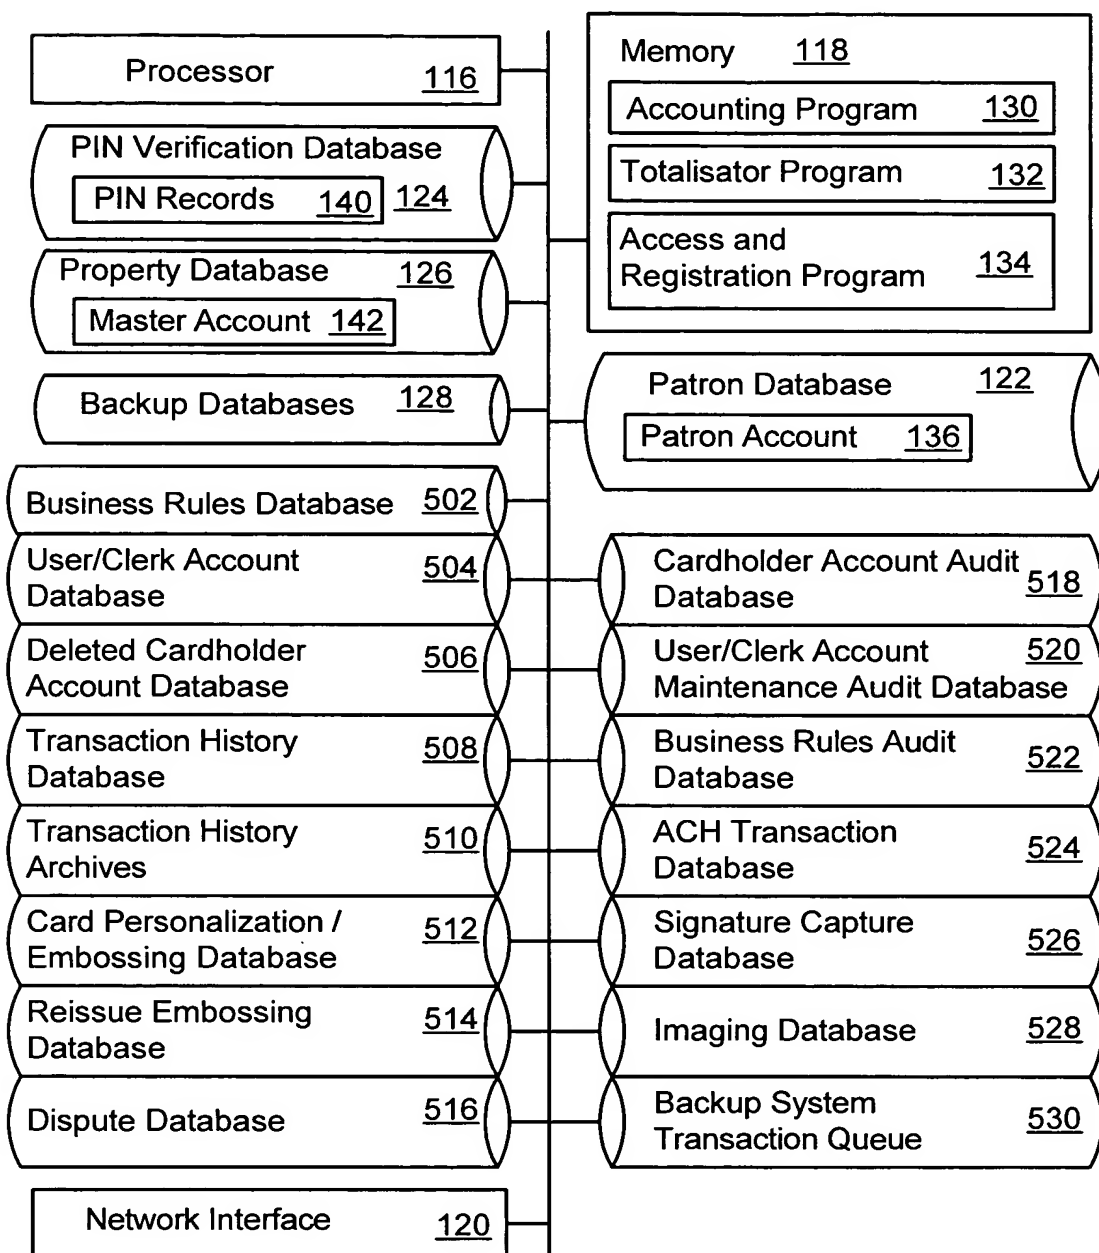 Processor 116
PIN Verification Database
PIN Records 140 124
Property Database 126
Master Account 142
Backup Databases 128
Business Rules Database 502
User/Clerk Account
Database 504
Deleted Cardholder
Account Database 506
Transaction History
Database 508
Transaction History
Archives 510
Card Personalization /
Embossing Database 512
Reissue Embossing
Database 514
Dispute Database 516
Network Interface 120
Memory 118
Accounting Program 130
Totalisator Program 132
Access and
Registration Program 134
Patron Database 122
Patron Account 136
Cardholder Account Audit
Database 518
User/Clerk Account 520
Maintenance Audit Database
Business Rules Audit
Database 522
ACH Transaction
Database 524
Signature Capture
Database 526
Imaging Database 528
Backup System
Transaction Queue 530